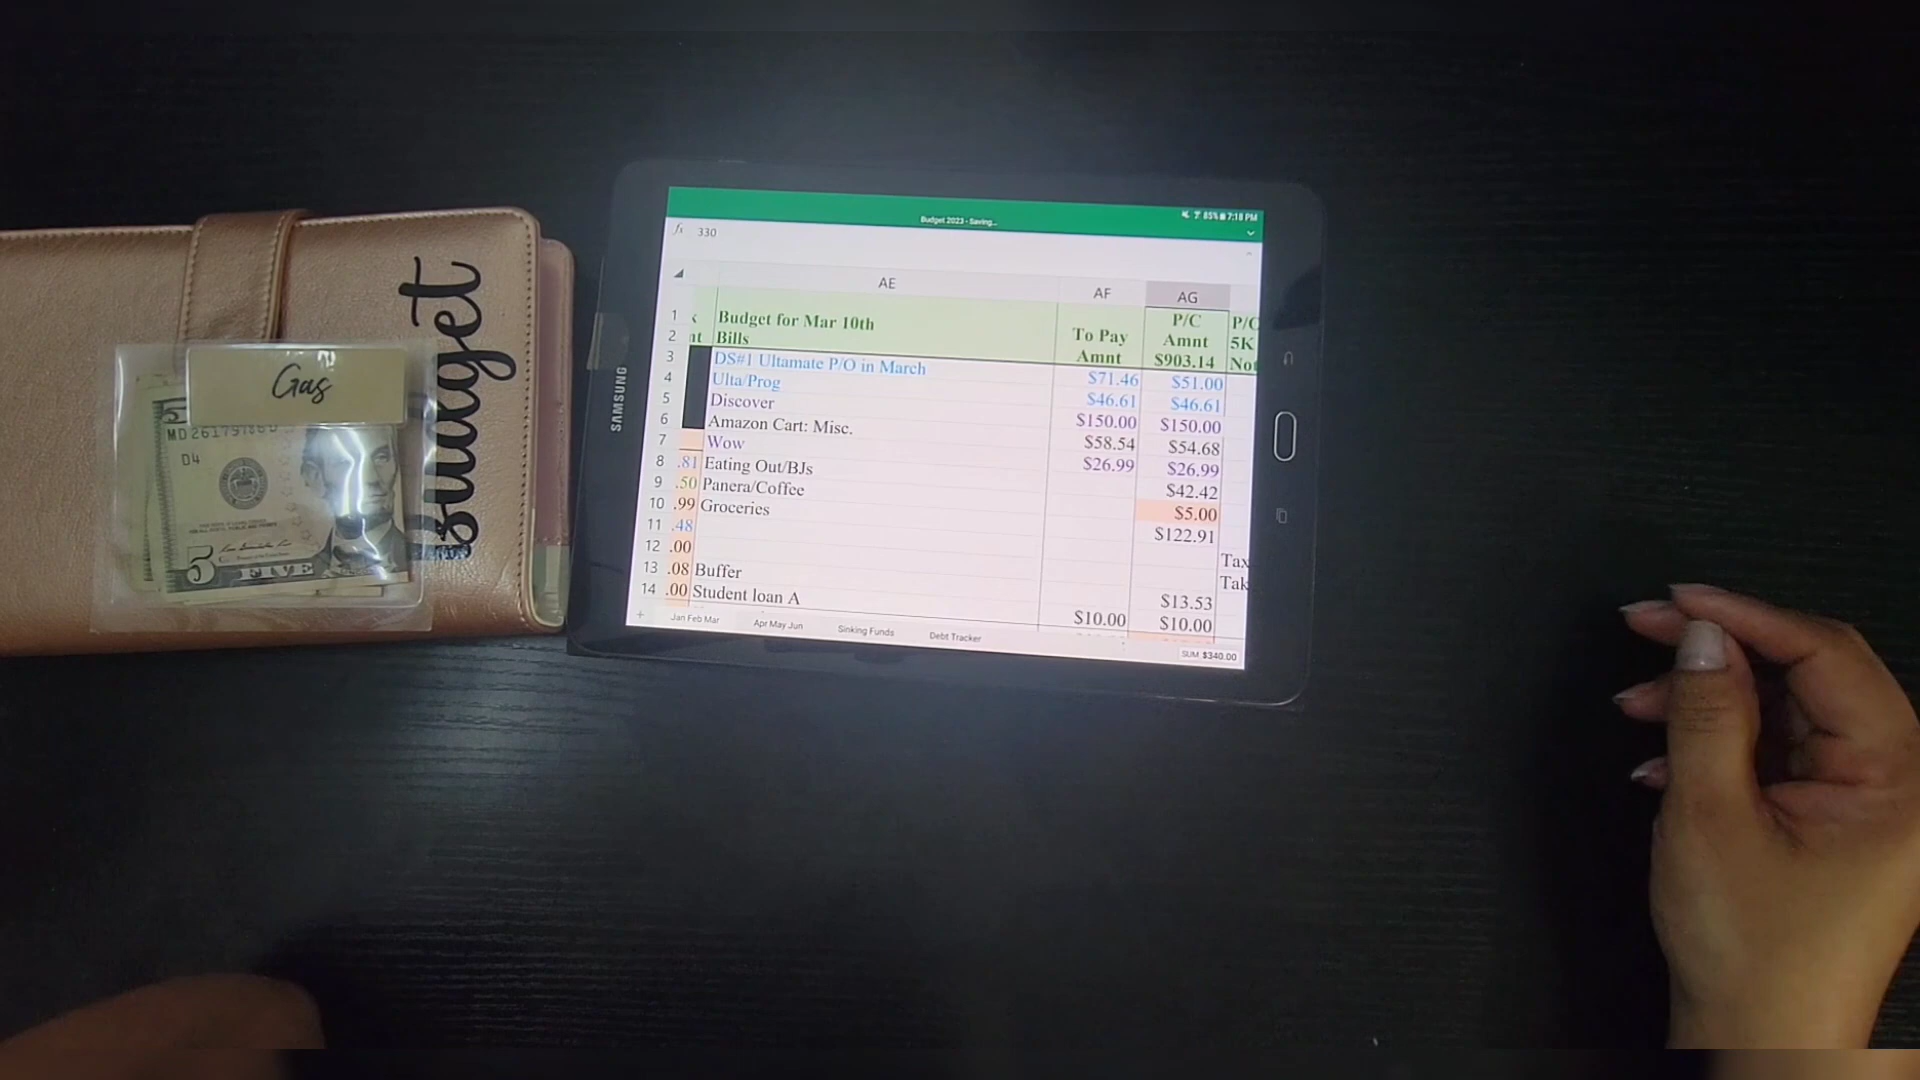 Budget
Gas
MD 26179786
D4
5
FIVE
SAMSUNG
Budget 2023 - Saving...
85% 7:18 PM
fx 330
AE AF AG
1 Budget for Mar 10th P/C P/C
2 nt Bills To Pay Amnt 5K
3 DS#1 Ultamate P/O in March Amnt $903.14 Not
4 Ulta/Prog $71.46 $51.00
5 Discover $46.61 $46.61
6 Amazon Cart: Misc. $150.00 $150.00
7 Wow $58.54 $54.68
8 .81 Eating Out/BJs $26.99 $26.99
9 .50 Panera/Coffee $42.42
10 .99 Groceries $5.00
11 .48 $122.91
12 .00 Tax
13 .08 Buffer Tak
14 .00 Student loan A $13.53
$10.00 $10.00
+ Jan Feb Mar Apr May Jun Sinking Funds Debt Tracker
SUM $340.00